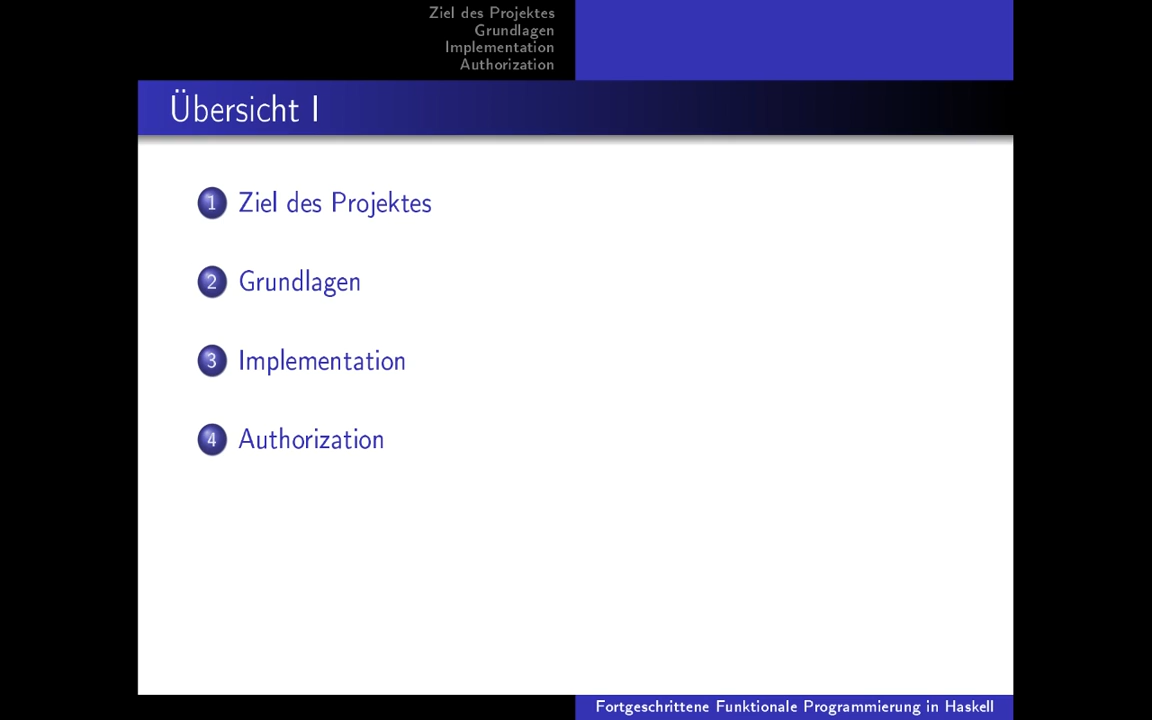 Ziel des Projektes
Grundlagen
Implementation
Authorization
Übersicht I
1 Ziel des Projektes
2 Grundlagen
3 Implementation
4 Authorization
Fortgeschrittene Funktionale Programmierung in Haskell